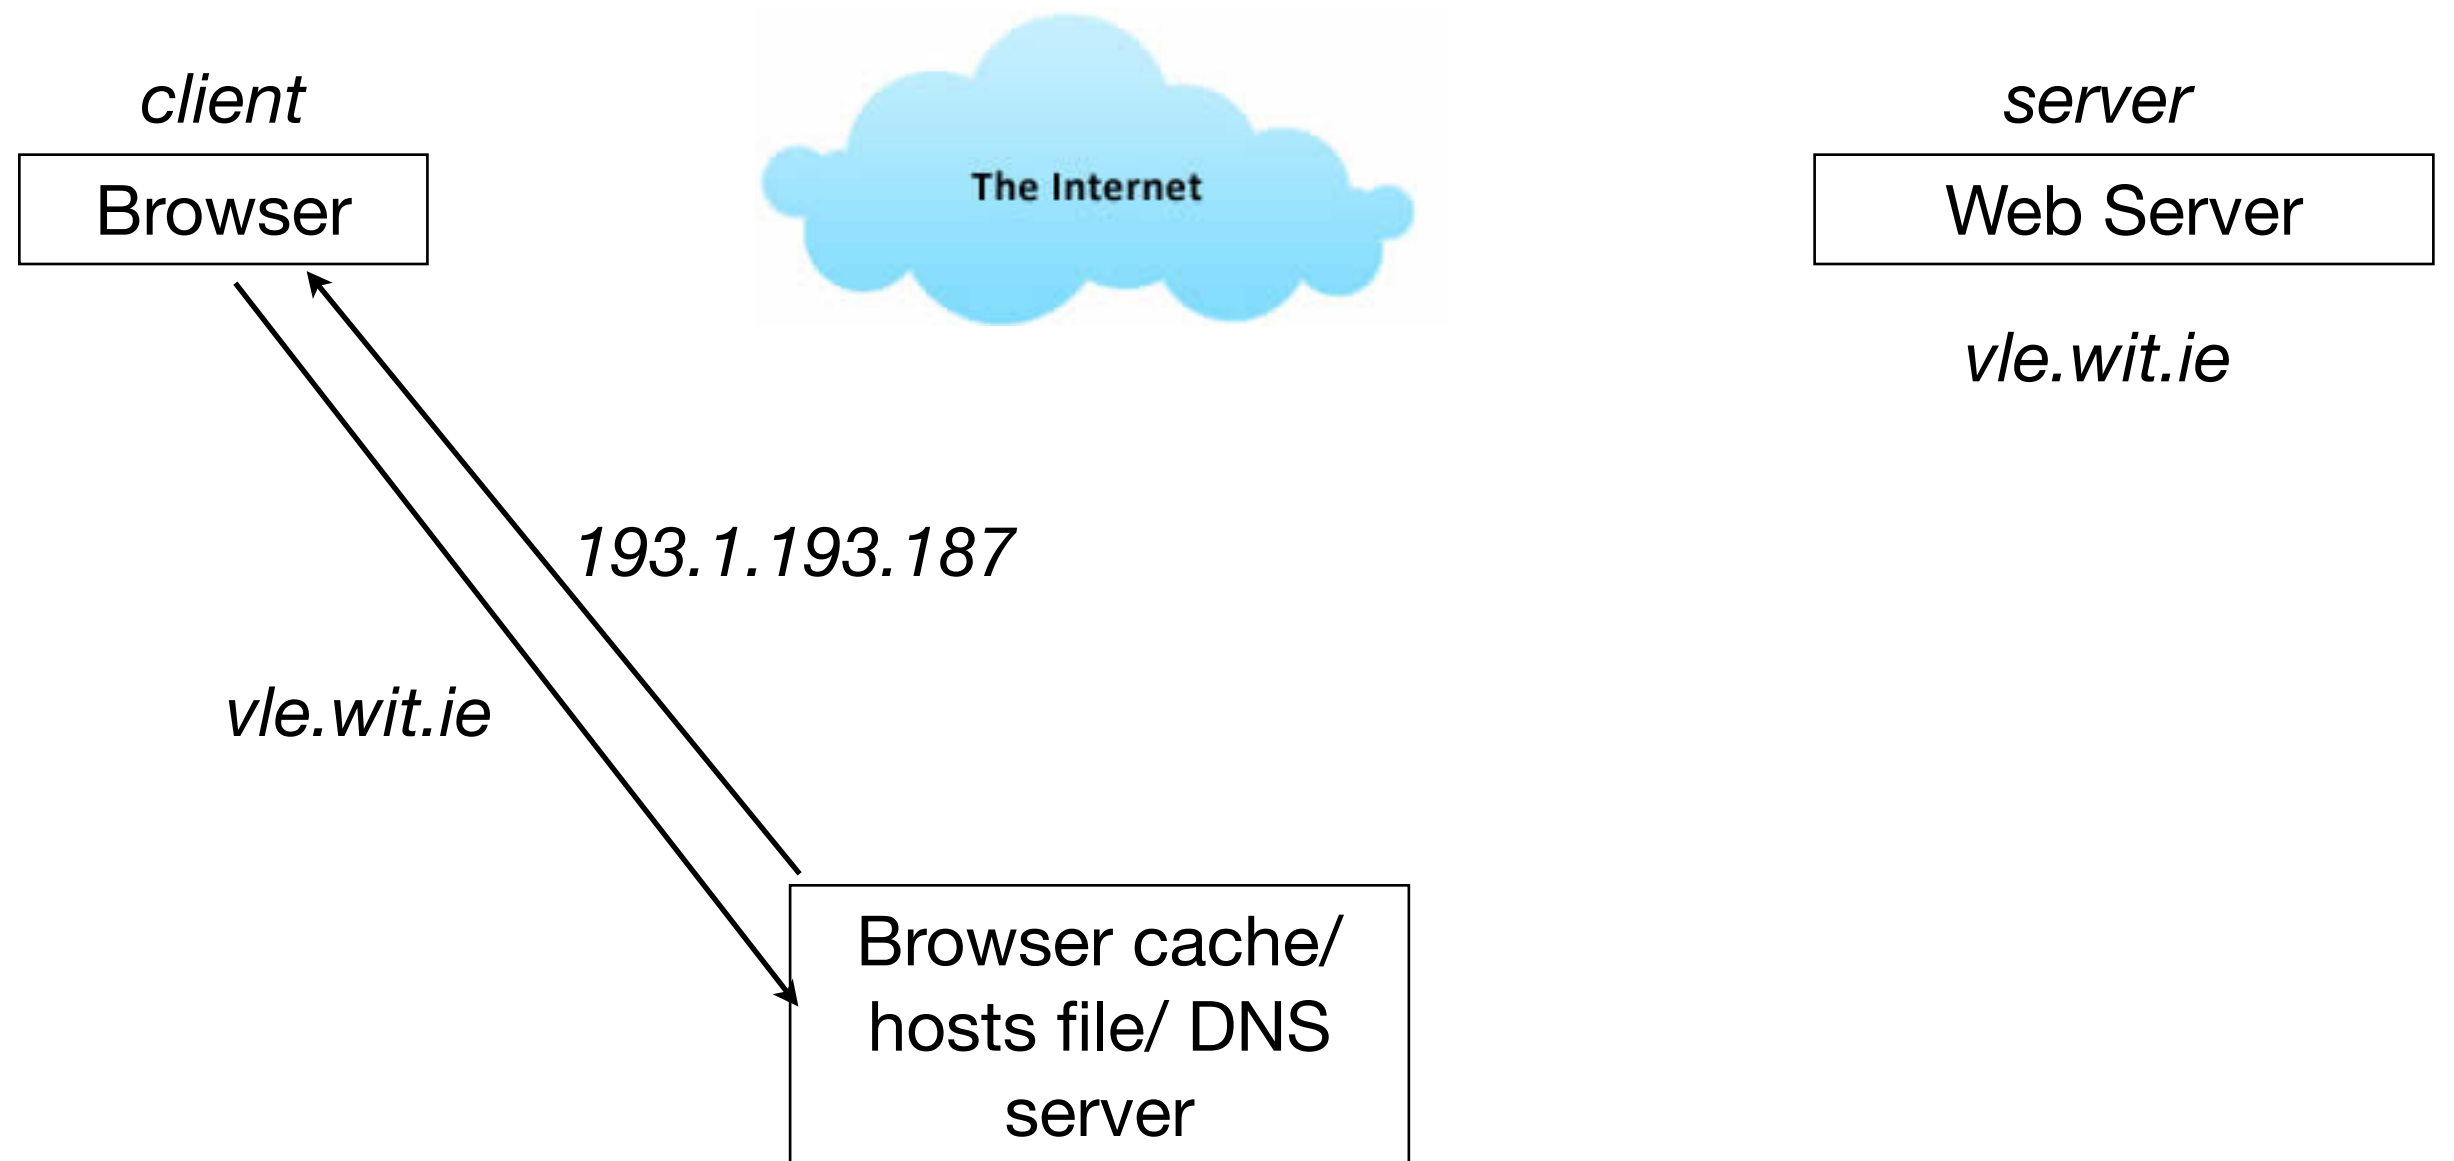 client
server
The Internet
Browser
Web Server
vle.wit.ie
193.1.193.187
vle.wit.ie
Browser cache/
hosts file/ DNS
server